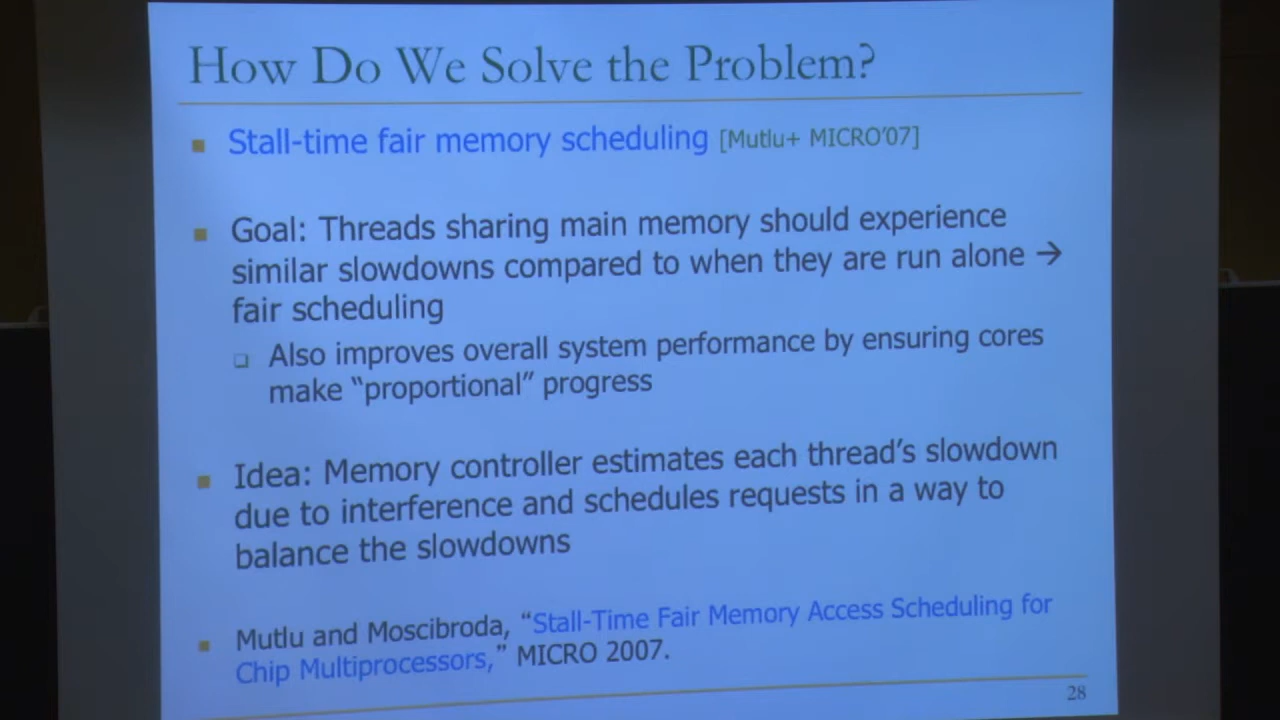 How Do We Solve the Problem?
Stall-time fair memory scheduling [Mutlu+ MICRO'07]
Goal: Threads sharing main memory should experience
similar slowdowns compared to when they are run alone →
fair scheduling
Also improves overall system performance by ensuring cores
make “proportional” progress
Idea: Memory controller estimates each thread’s slowdown
due to interference and schedules requests in a way to
balance the slowdowns
Mutlu and Moscibroda, “Stall-Time Fair Memory Access Scheduling for
Chip Multiprocessors,” MICRO 2007.
28